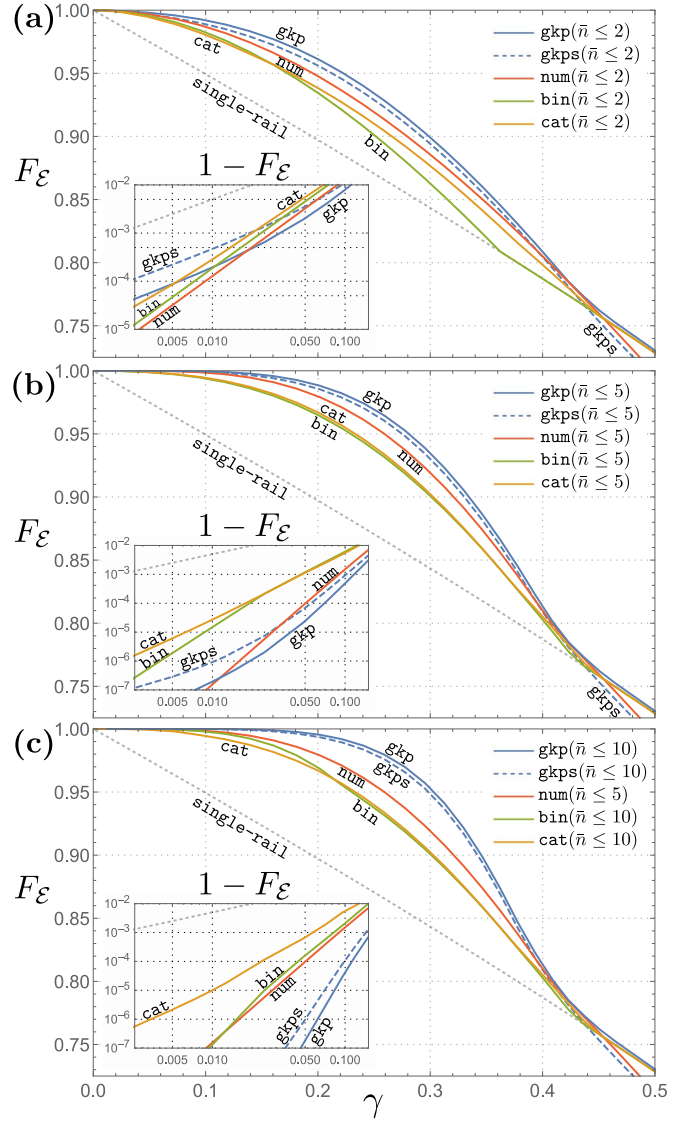 (a)
1.00
0.95
0.90
0.85
0.80
0.75
F_ℰ
gkp
cat
num
single-rail
bin
gkps
gkp(n̄ ≤ 2)
gkps(n̄ ≤ 2)
num(n̄ ≤ 2)
bin(n̄ ≤ 2)
cat(n̄ ≤ 2)
1 − F_ℰ
10⁻²
10⁻³
10⁻⁴
10⁻⁵
cat
gkp
gkps
bin
num
0.005 0.010 0.050 0.100
(b)
1.00
0.95
0.90
0.85
0.80
0.75
F_ℰ
gkp
cat
bin
num
single-rail
gkps
gkp(n̄ ≤ 5)
gkps(n̄ ≤ 5)
num(n̄ ≤ 5)
bin(n̄ ≤ 5)
cat(n̄ ≤ 5)
1 − F_ℰ
10⁻²
10⁻³
10⁻⁴
10⁻⁵
10⁻⁶
10⁻⁷
num
cat
bin
gkps
gkp
0.005 0.010 0.050 0.100
(c)
1.00
0.95
0.90
0.85
0.80
0.75
F_ℰ
cat
gkp
gkps
num
bin
single-rail
gkp(n̄ ≤ 10)
gkps(n̄ ≤ 10)
num(n̄ ≤ 5)
bin(n̄ ≤ 10)
cat(n̄ ≤ 10)
1 − F_ℰ
10⁻²
10⁻³
10⁻⁴
10⁻⁵
10⁻⁶
10⁻⁷
cat
bin
num
gkps
gkp
0.005 0.010 0.050 0.100
0.0 0.1 0.2 0.3 0.4 0.5
γ